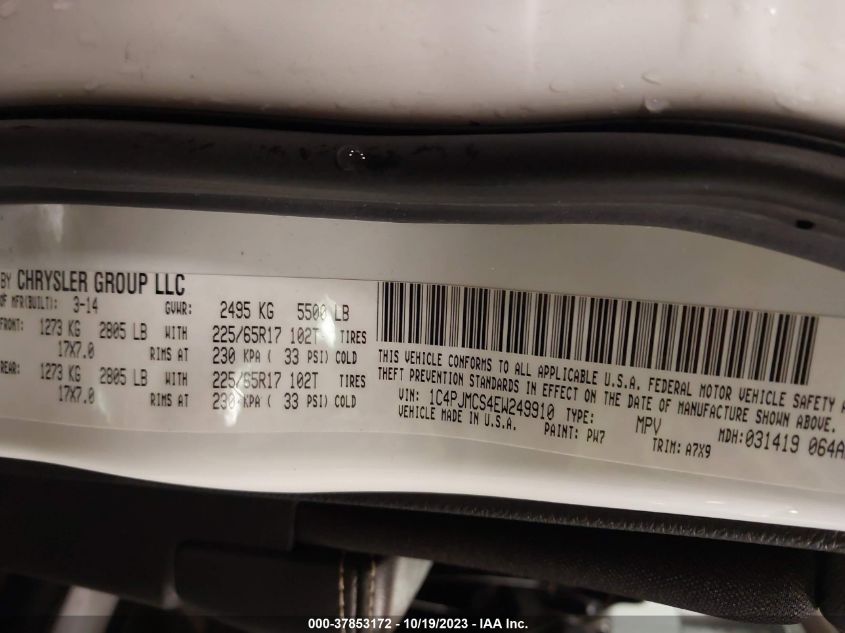 BY CHRYSLER GROUP LLC
OF MFR(BUILT): 3-14 GVWR: 2495 KG 5500 LB
FRONT: 1273 KG 2805 LB WITH 225/65R17 102T TIRES
17X7.0 RIMS AT 230 KPA ( 33 PSI) COLD
REAR: 1273 KG 2805 LB WITH 225/65R17 102T TIRES
17X7.0 RIMS AT 230 KPA ( 33 PSI) COLD
THIS VEHICLE CONFORMS TO ALL APPLICABLE U.S.A. FEDERAL MOTOR VEHICLE SAFETY
THEFT PREVENTION STANDARDS IN EFFECT ON THE DATE OF MANUFACTURE SHOWN ABOVE.
VIN: 1C4PJMCS4EW249910 TYPE: MPV MDH:031419 064A
VEHICLE MADE IN U.S.A. PAINT: PW7 TRIM: A7X9
000-37853172 - 10/19/2023 - IAA Inc.